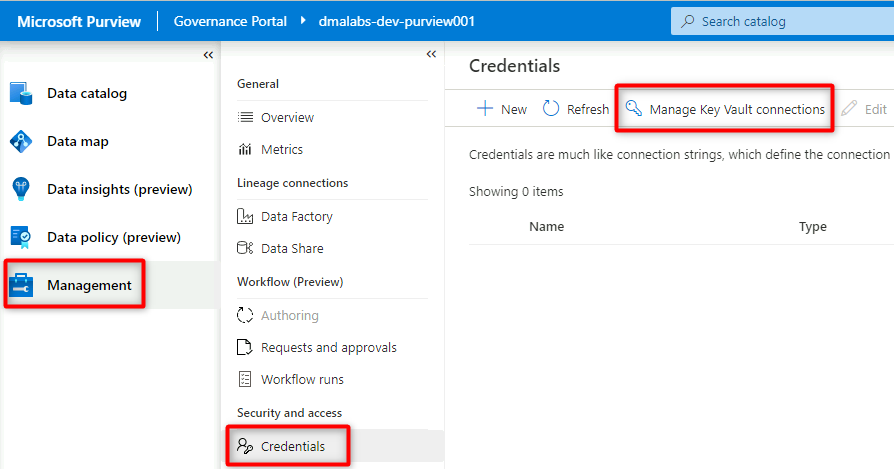 Microsoft Purview
Governance Portal
dmalabs-dev-purview001
Search catalog
Data catalog
Data map
Data insights (preview)
Data policy (preview)
Management
General
Overview
Metrics
Lineage connections
Data Factory
Data Share
Workflow (Preview)
Authoring
Requests and approvals
Workflow runs
Security and access
Credentials
Credentials
New
Refresh
Manage Key Vault connections
Edit
Credentials are much like connection strings, which define the connection
Showing 0 items
Name
Type